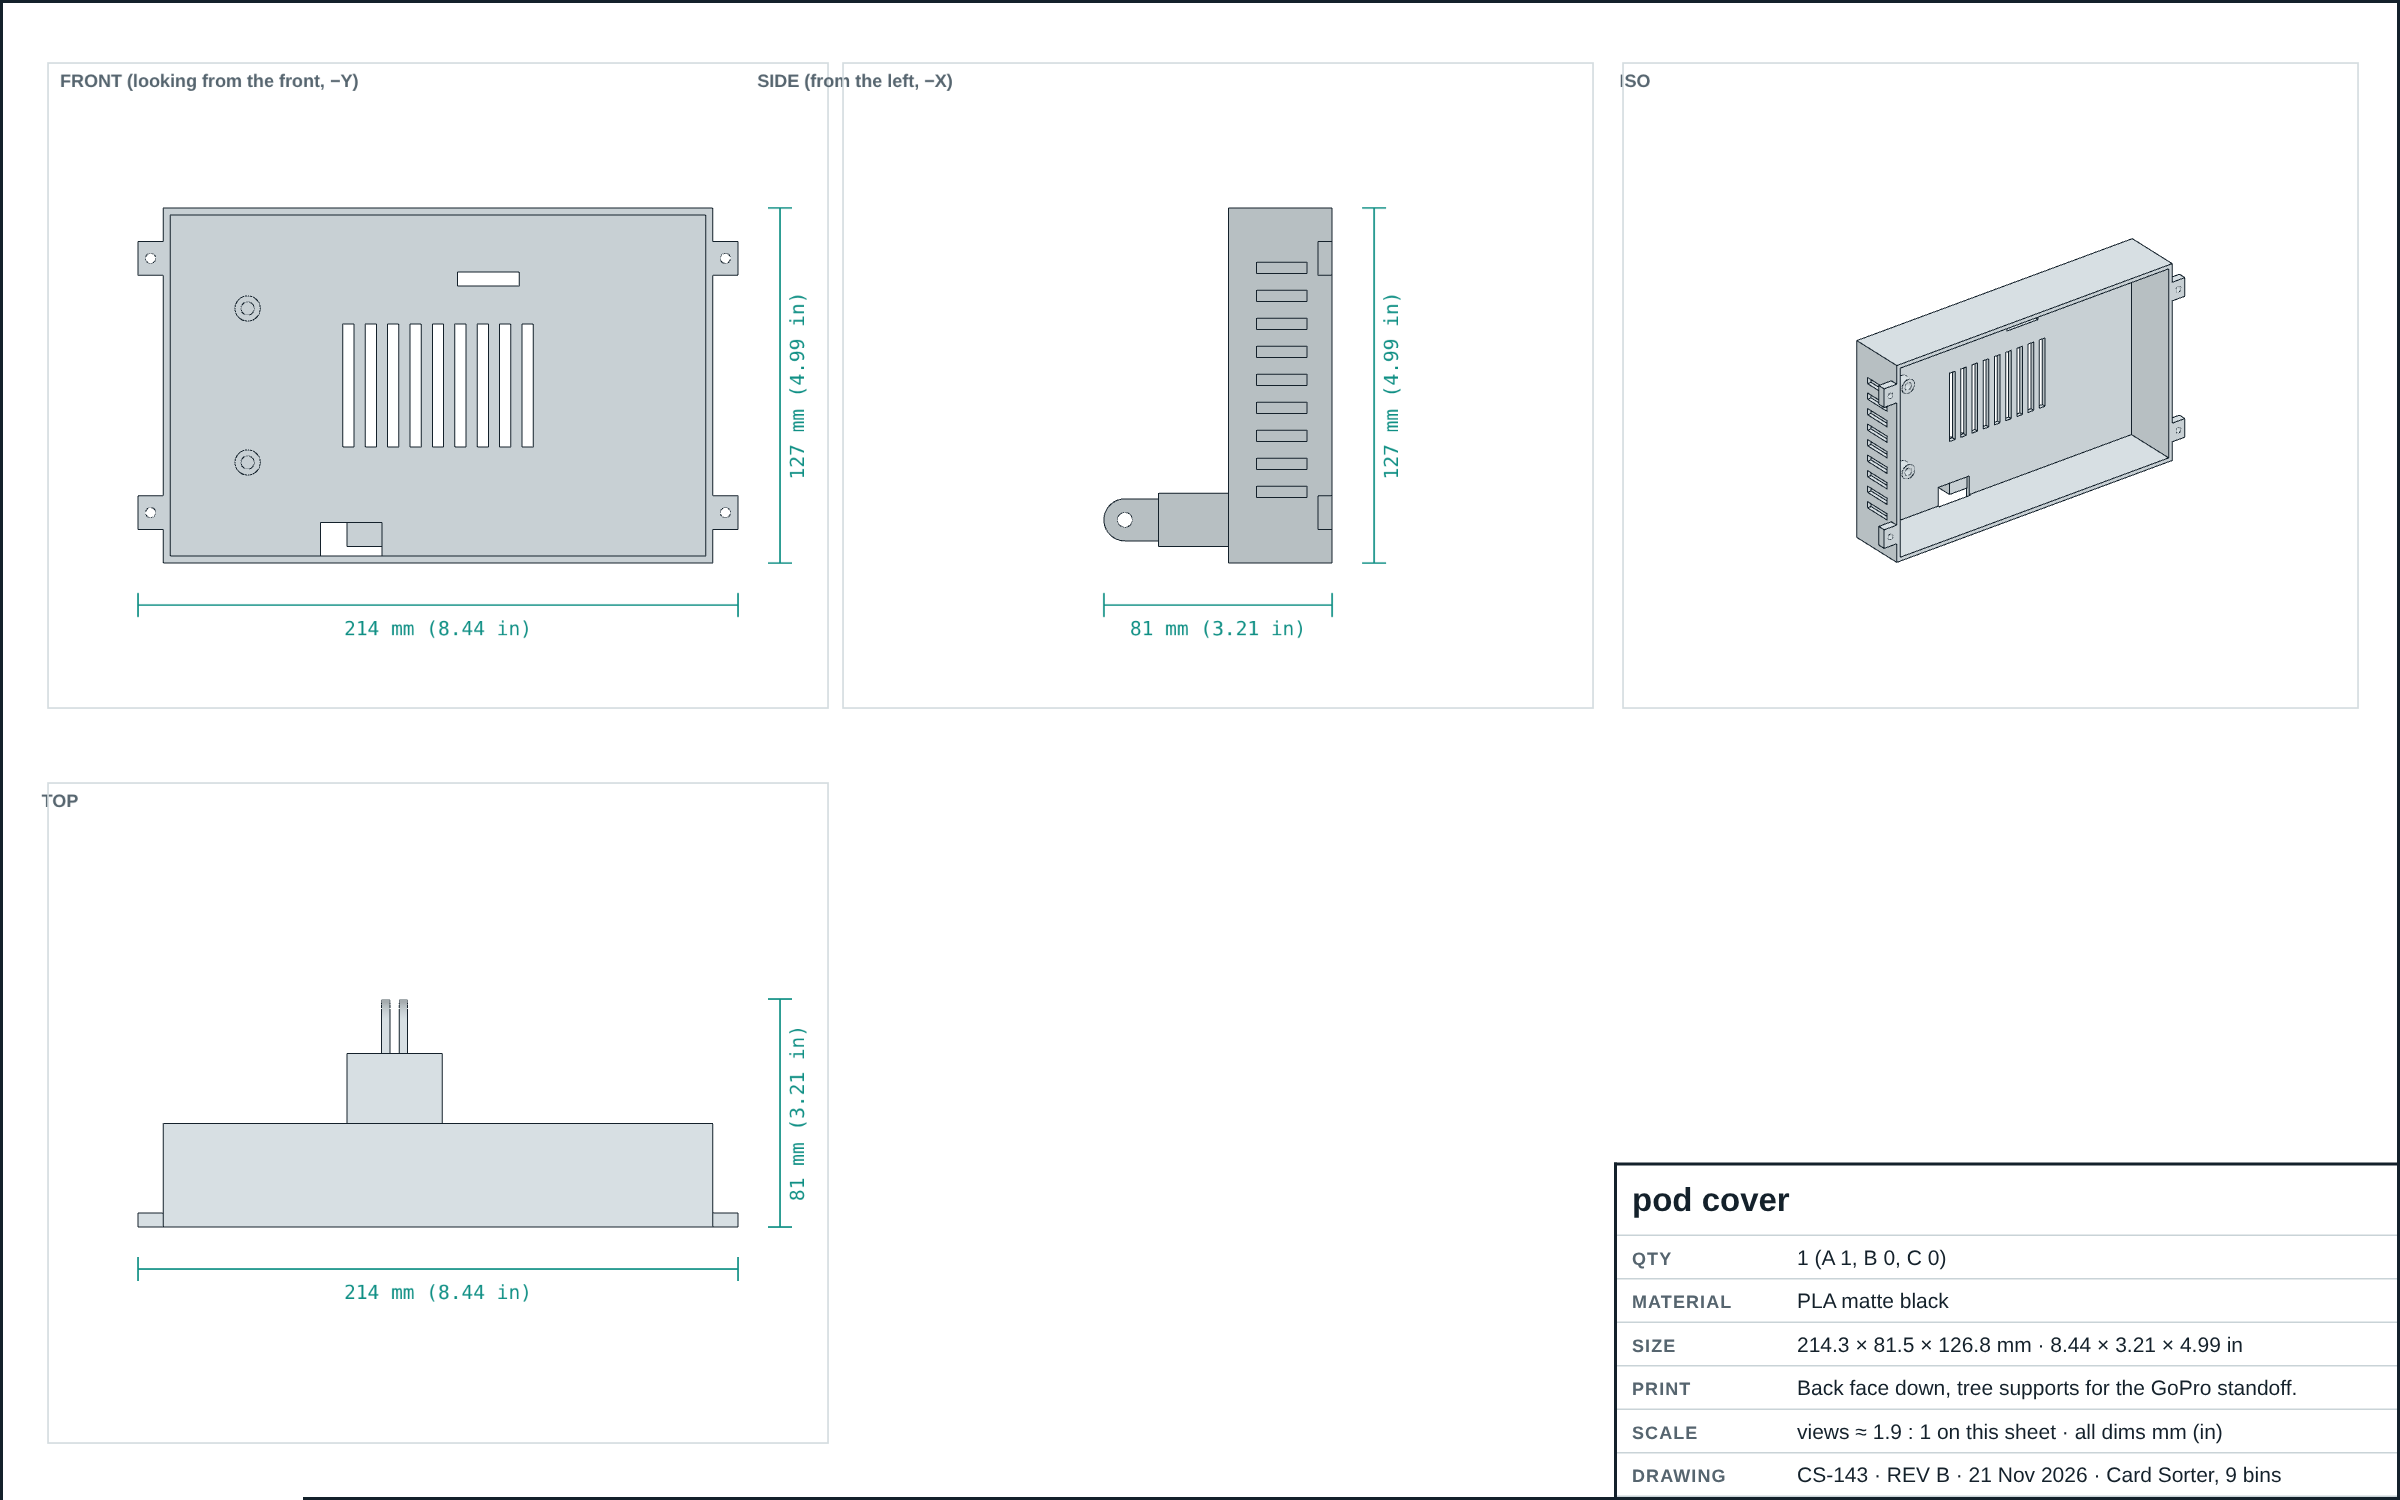 FRONT (looking from the front, −Y)
SIDE (from the left, −X)
ISO
127 mm (4.99 in)
127 mm (4.99 in)
214 mm (8.44 in)
81 mm (3.21 in)
TOP
81 mm (3.21 in)
214 mm (8.44 in)
pod cover
QTY 1 (A 1, B 0, C 0)
MATERIAL PLA matte black
SIZE 214.3 × 81.5 × 126.8 mm · 8.44 × 3.21 × 4.99 in
PRINT Back face down, tree supports for the GoPro standoff.
SCALE views ≈ 1.9 : 1 on this sheet · all dims mm (in)
DRAWING CS-143 · REV B · 21 Nov 2026 · Card Sorter, 9 bins